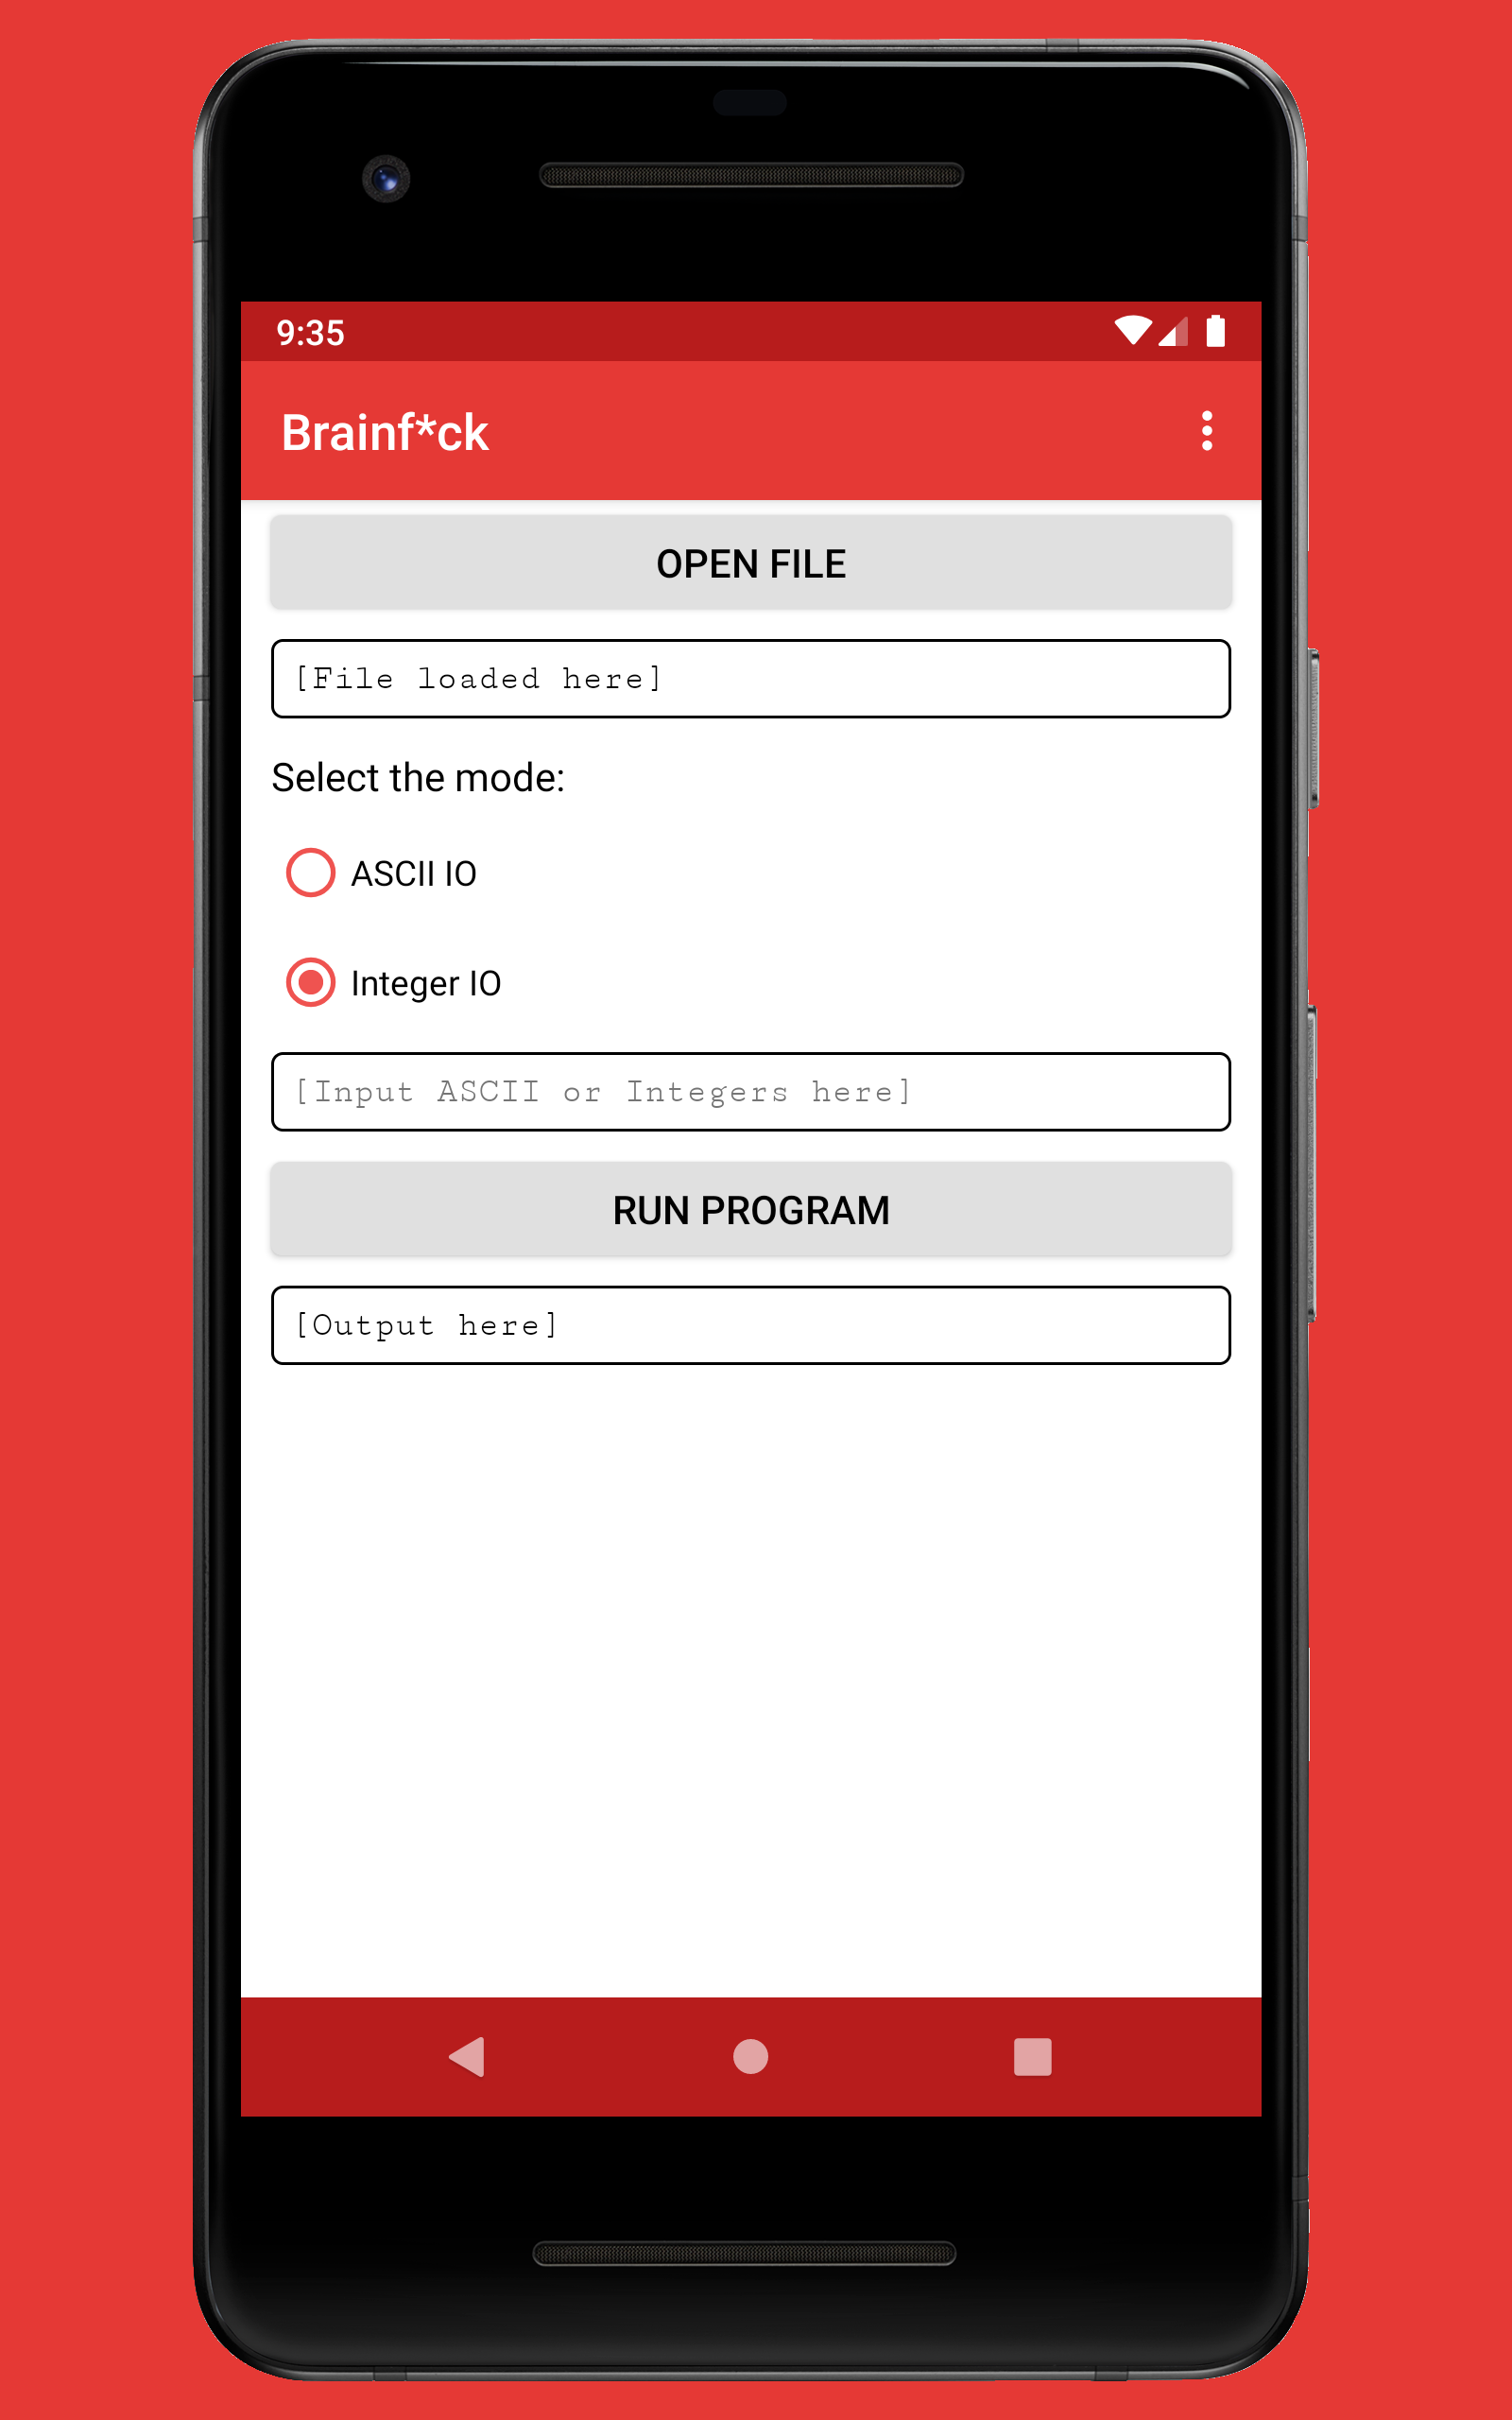 9:35
Brainf*ck
OPEN FILE
[File loaded here]
Select the mode:
ASCII IO
Integer IO
[Input ASCII or Integers here]
RUN PROGRAM
[Output here]